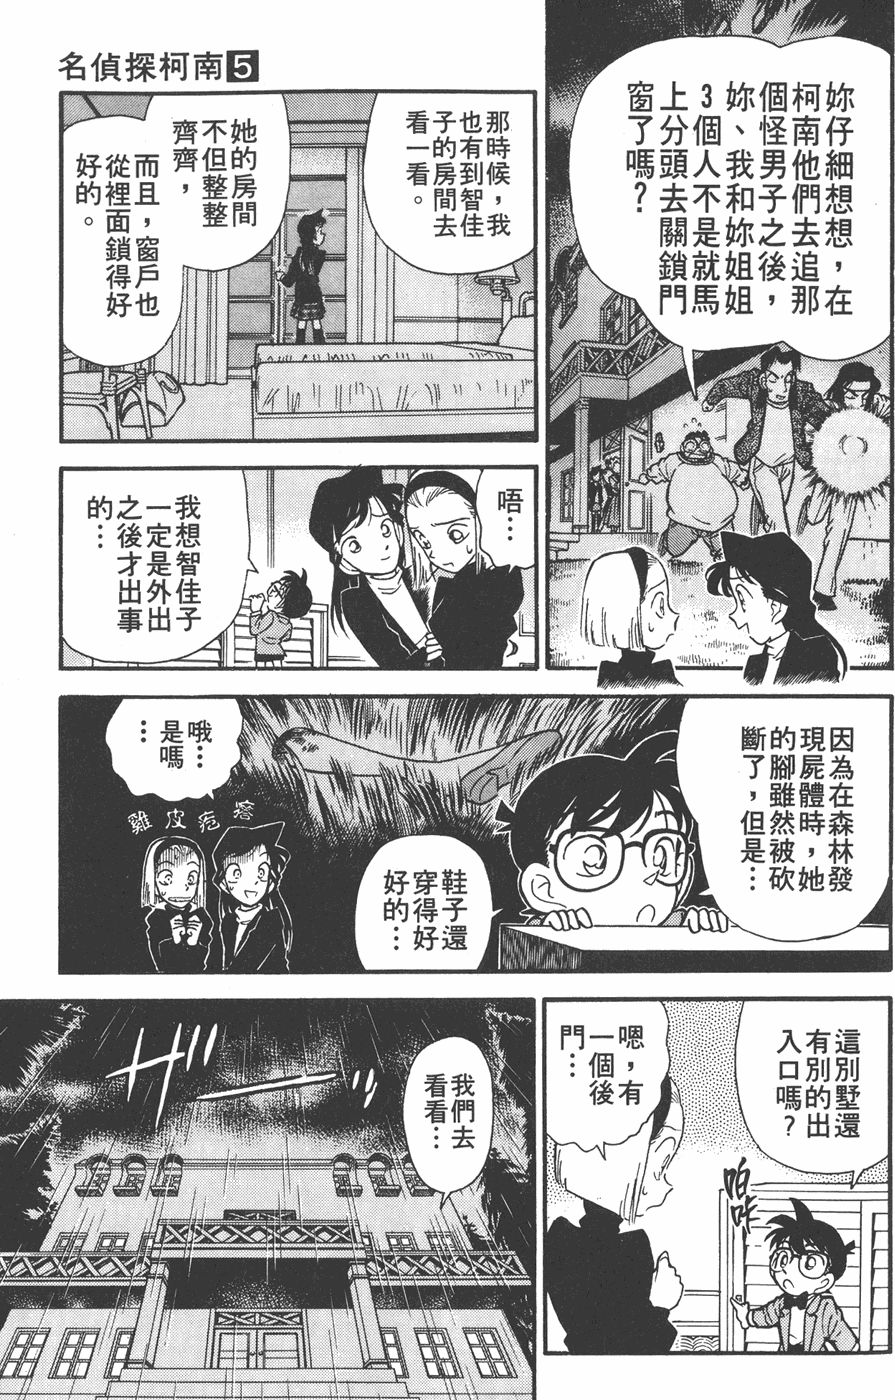 名偵探柯南5
妳仔細想想，在
柯南他們去追那
個怪男子之後，
妳、我和妳姐姐
3個人不是就馬
上分頭去關鎖門
窗了嗎？
那時候，我
也有到智佳
子的房間去
看一看。
她的房間
不但整整
齊齊，
而且，窗戶也
從裡面鎖得好
好的。
唔…
我想智佳子
一定是外出
之後才出事
的…
因為在森林發
現屍體時，她
的腳雖然被砍
斷了，但是…
鞋子還
穿得好
好的…
哦…
是嗎
…
雞皮疙瘩
這別墅還
有別的出
入口嗎？
嗯，有
一個後
門…
啪咔
我們去
看看…